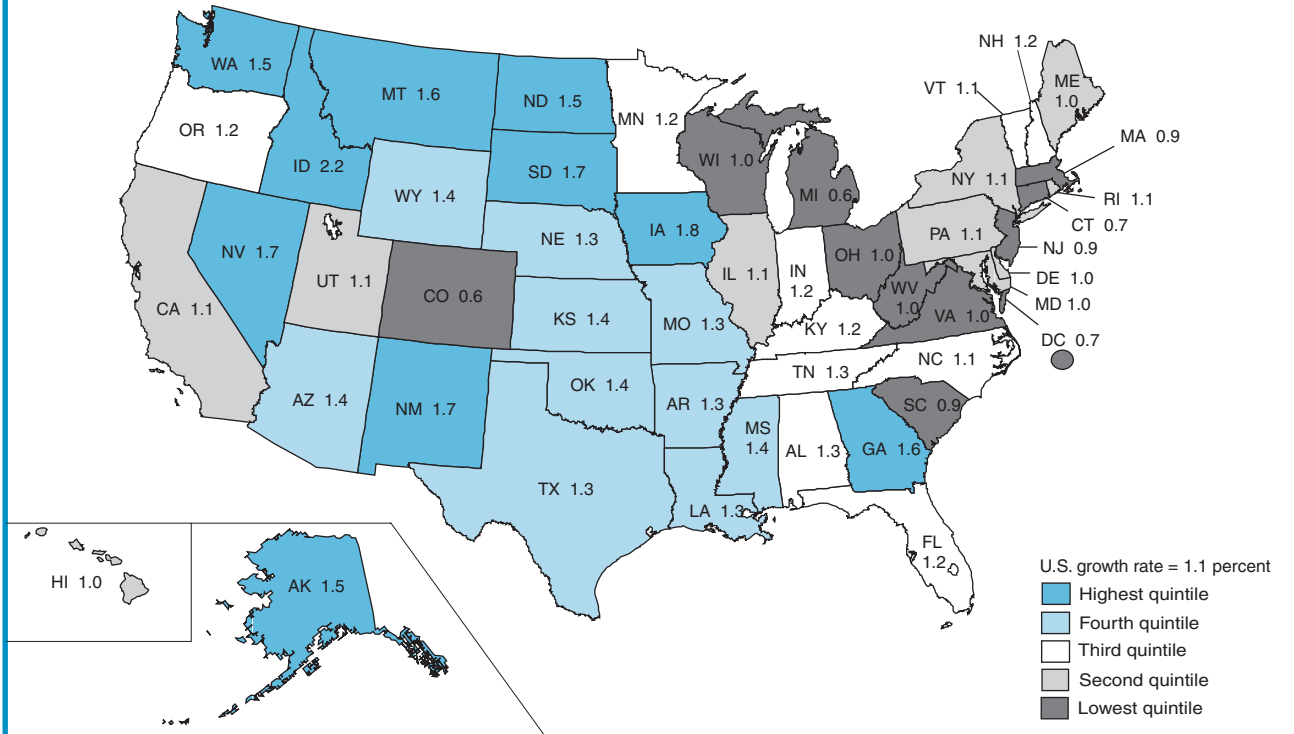 NH 1.2
VT 1.1
ME
1.0
WA 1.5
MT 1.6
ND 1.5
MN 1.2
OR 1.2
MA 0.9
ID 2.2
SD 1.7
WI 1.0
MI 0.6
NY 1.1
RI 1.1
WY 1.4
CT 0.7
IA 1.8
PA 1.1
NJ 0.9
NE 1.3
NV 1.7
UT 1.1
IL 1.1
IN
1.2
OH 1.0
DE 1.0
MD 1.0
CO 0.6
WV
1.0
VA 1.0
CA 1.1
KS 1.4
MO 1.3
KY 1.2
DC 0.7
NC 1.1
TN 1.3
AZ 1.4
NM 1.7
OK 1.4
AR 1.3
SC 0.9
MS
1.4
AL 1.3
GA 1.6
TX 1.3
LA 1.3
FL
1.2
HI 1.0
AK 1.5
U.S. growth rate = 1.1 percent
Highest quintile
Fourth quintile
Third quintile
Second quintile
Lowest quintile